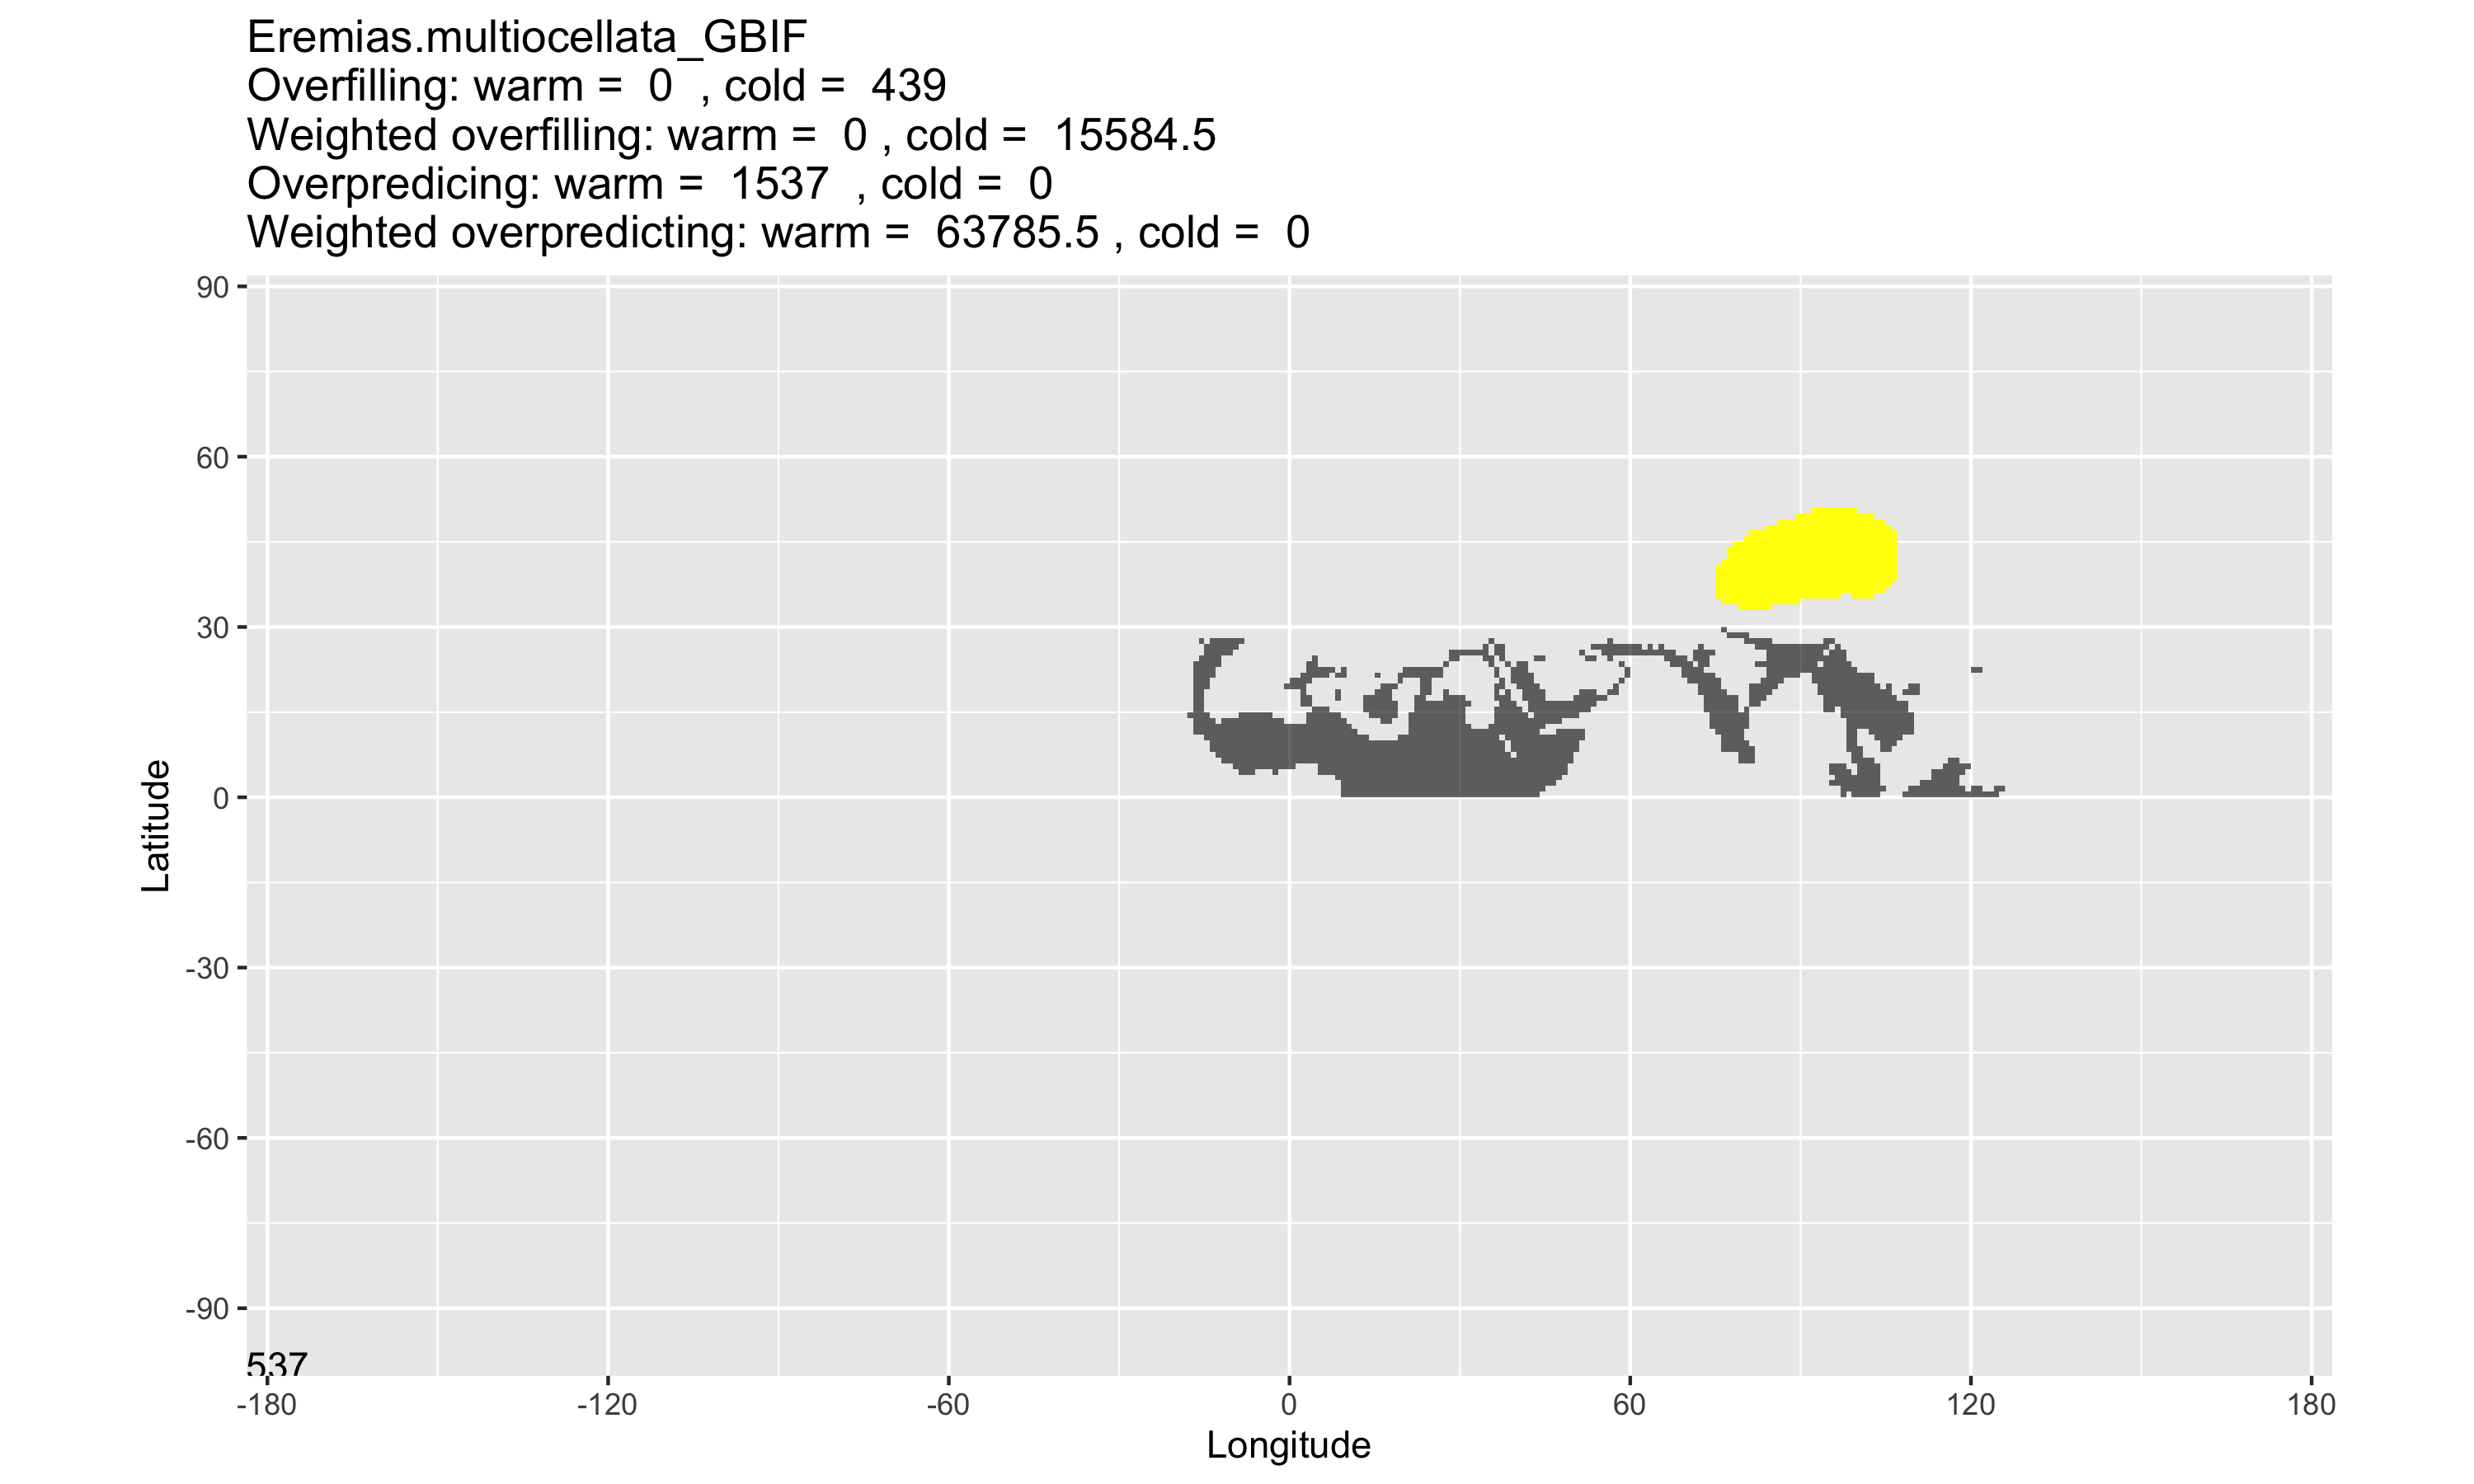 Eremias.multiocellata_GBIF
Overfilling: warm =  0  , cold =  439
Weighted overfilling: warm =  0 , cold =  15584.5
Overpredicing: warm =  1537  , cold =  0
Weighted overpredicting: warm =  63785.5 , cold =  0
90
60
30
0
-30
-60
-90
Latitude
537
-180
-120
-60
0
60
120
180
Longitude